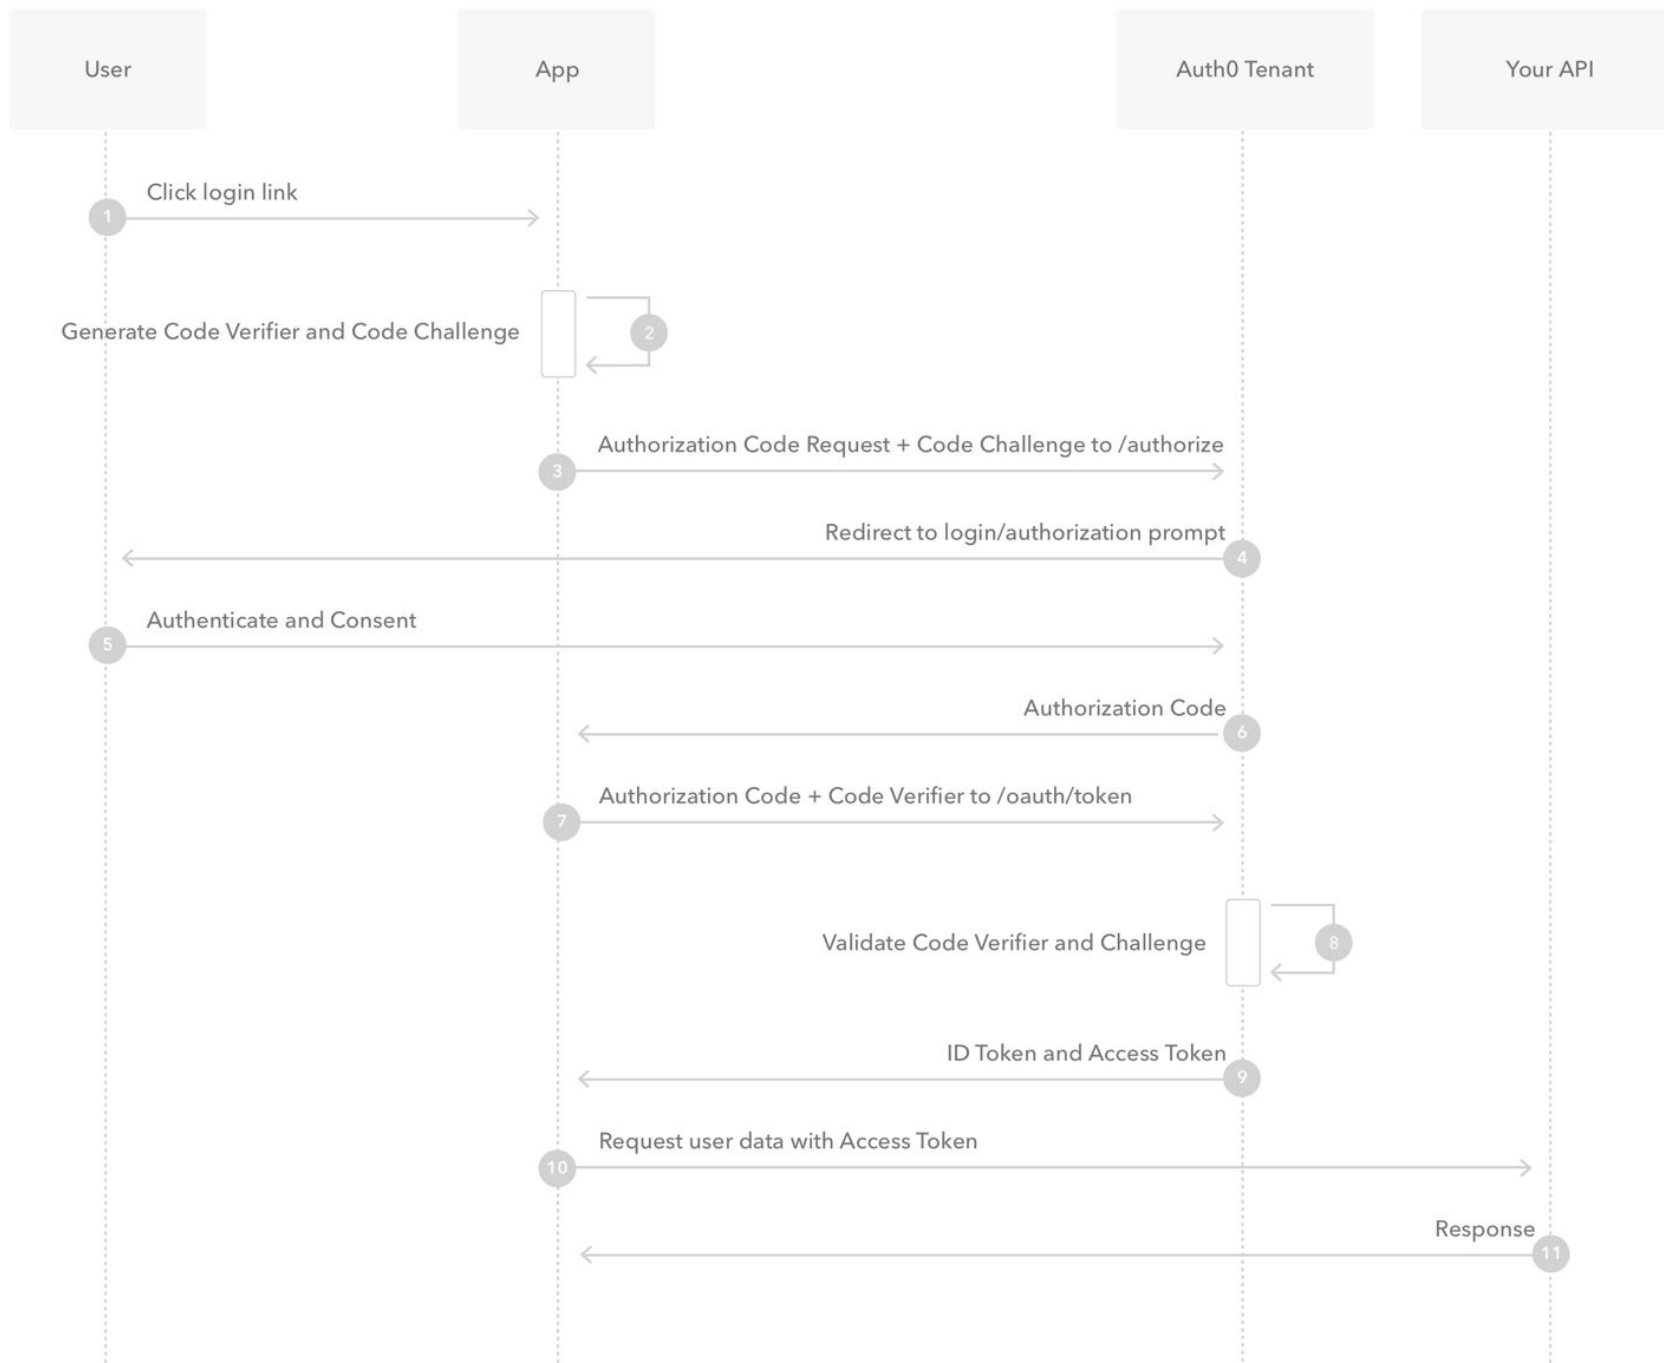 User
App
Auth0 Tenant
Your API
Click login link
1
Generate Code Verifier and Code Challenge
2
Authorization Code Request + Code Challenge to /authorize
3
Redirect to login/authorization prompt
4
Authenticate and Consent
5
Authorization Code
6
Authorization Code + Code Verifier to /oauth/token
7
Validate Code Verifier and Challenge
8
ID Token and Access Token
9
Request user data with Access Token
10
Response
11